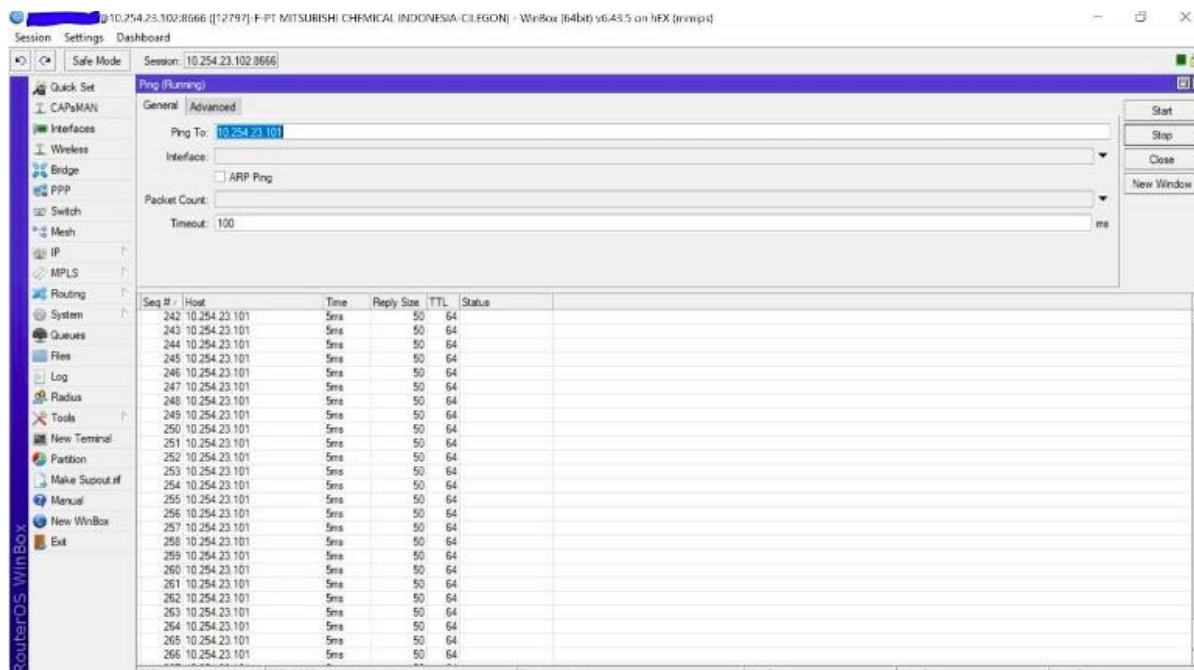 @10.254.23.102:8666 ([12797]-F-PT MITSUBISHI CHEMICAL INDONESIA-CILEGON) - WinBox (64bit) v6.43.5 on hEX (mmips)
Session Settings Dashboard
Safe Mode Session: 10.254.23.102:8666
Quick Set
CAPsMAN
Interfaces
Wireless
Bridge
PPP
Switch
Mesh
IP
MPLS
Routing
System
Queues
Files
Log
Radius
Tools
New Terminal
Partition
Make Supout.rif
Manual
New WinBox
Exit
RouterOS WinBox
Ping (Running)
General Advanced
Ping To: 10.254.23.101
Interface:
ARP Ping
Packet Count:
Timeout: 100 ms
Start
Stop
Close
New Window
Seq # Host Time Reply Size TTL Status
242 10.254.23.101 5ms 50 64
243 10.254.23.101 5ms 50 64
244 10.254.23.101 5ms 50 64
245 10.254.23.101 5ms 50 64
246 10.254.23.101 5ms 50 64
247 10.254.23.101 5ms 50 64
248 10.254.23.101 5ms 50 64
249 10.254.23.101 5ms 50 64
250 10.254.23.101 5ms 50 64
251 10.254.23.101 5ms 50 64
252 10.254.23.101 5ms 50 64
253 10.254.23.101 5ms 50 64
254 10.254.23.101 5ms 50 64
255 10.254.23.101 5ms 50 64
256 10.254.23.101 5ms 50 64
257 10.254.23.101 5ms 50 64
258 10.254.23.101 5ms 50 64
259 10.254.23.101 5ms 50 64
260 10.254.23.101 5ms 50 64
261 10.254.23.101 5ms 50 64
262 10.254.23.101 5ms 50 64
263 10.254.23.101 5ms 50 64
264 10.254.23.101 5ms 50 64
265 10.254.23.101 5ms 50 64
266 10.254.23.101 5ms 50 64